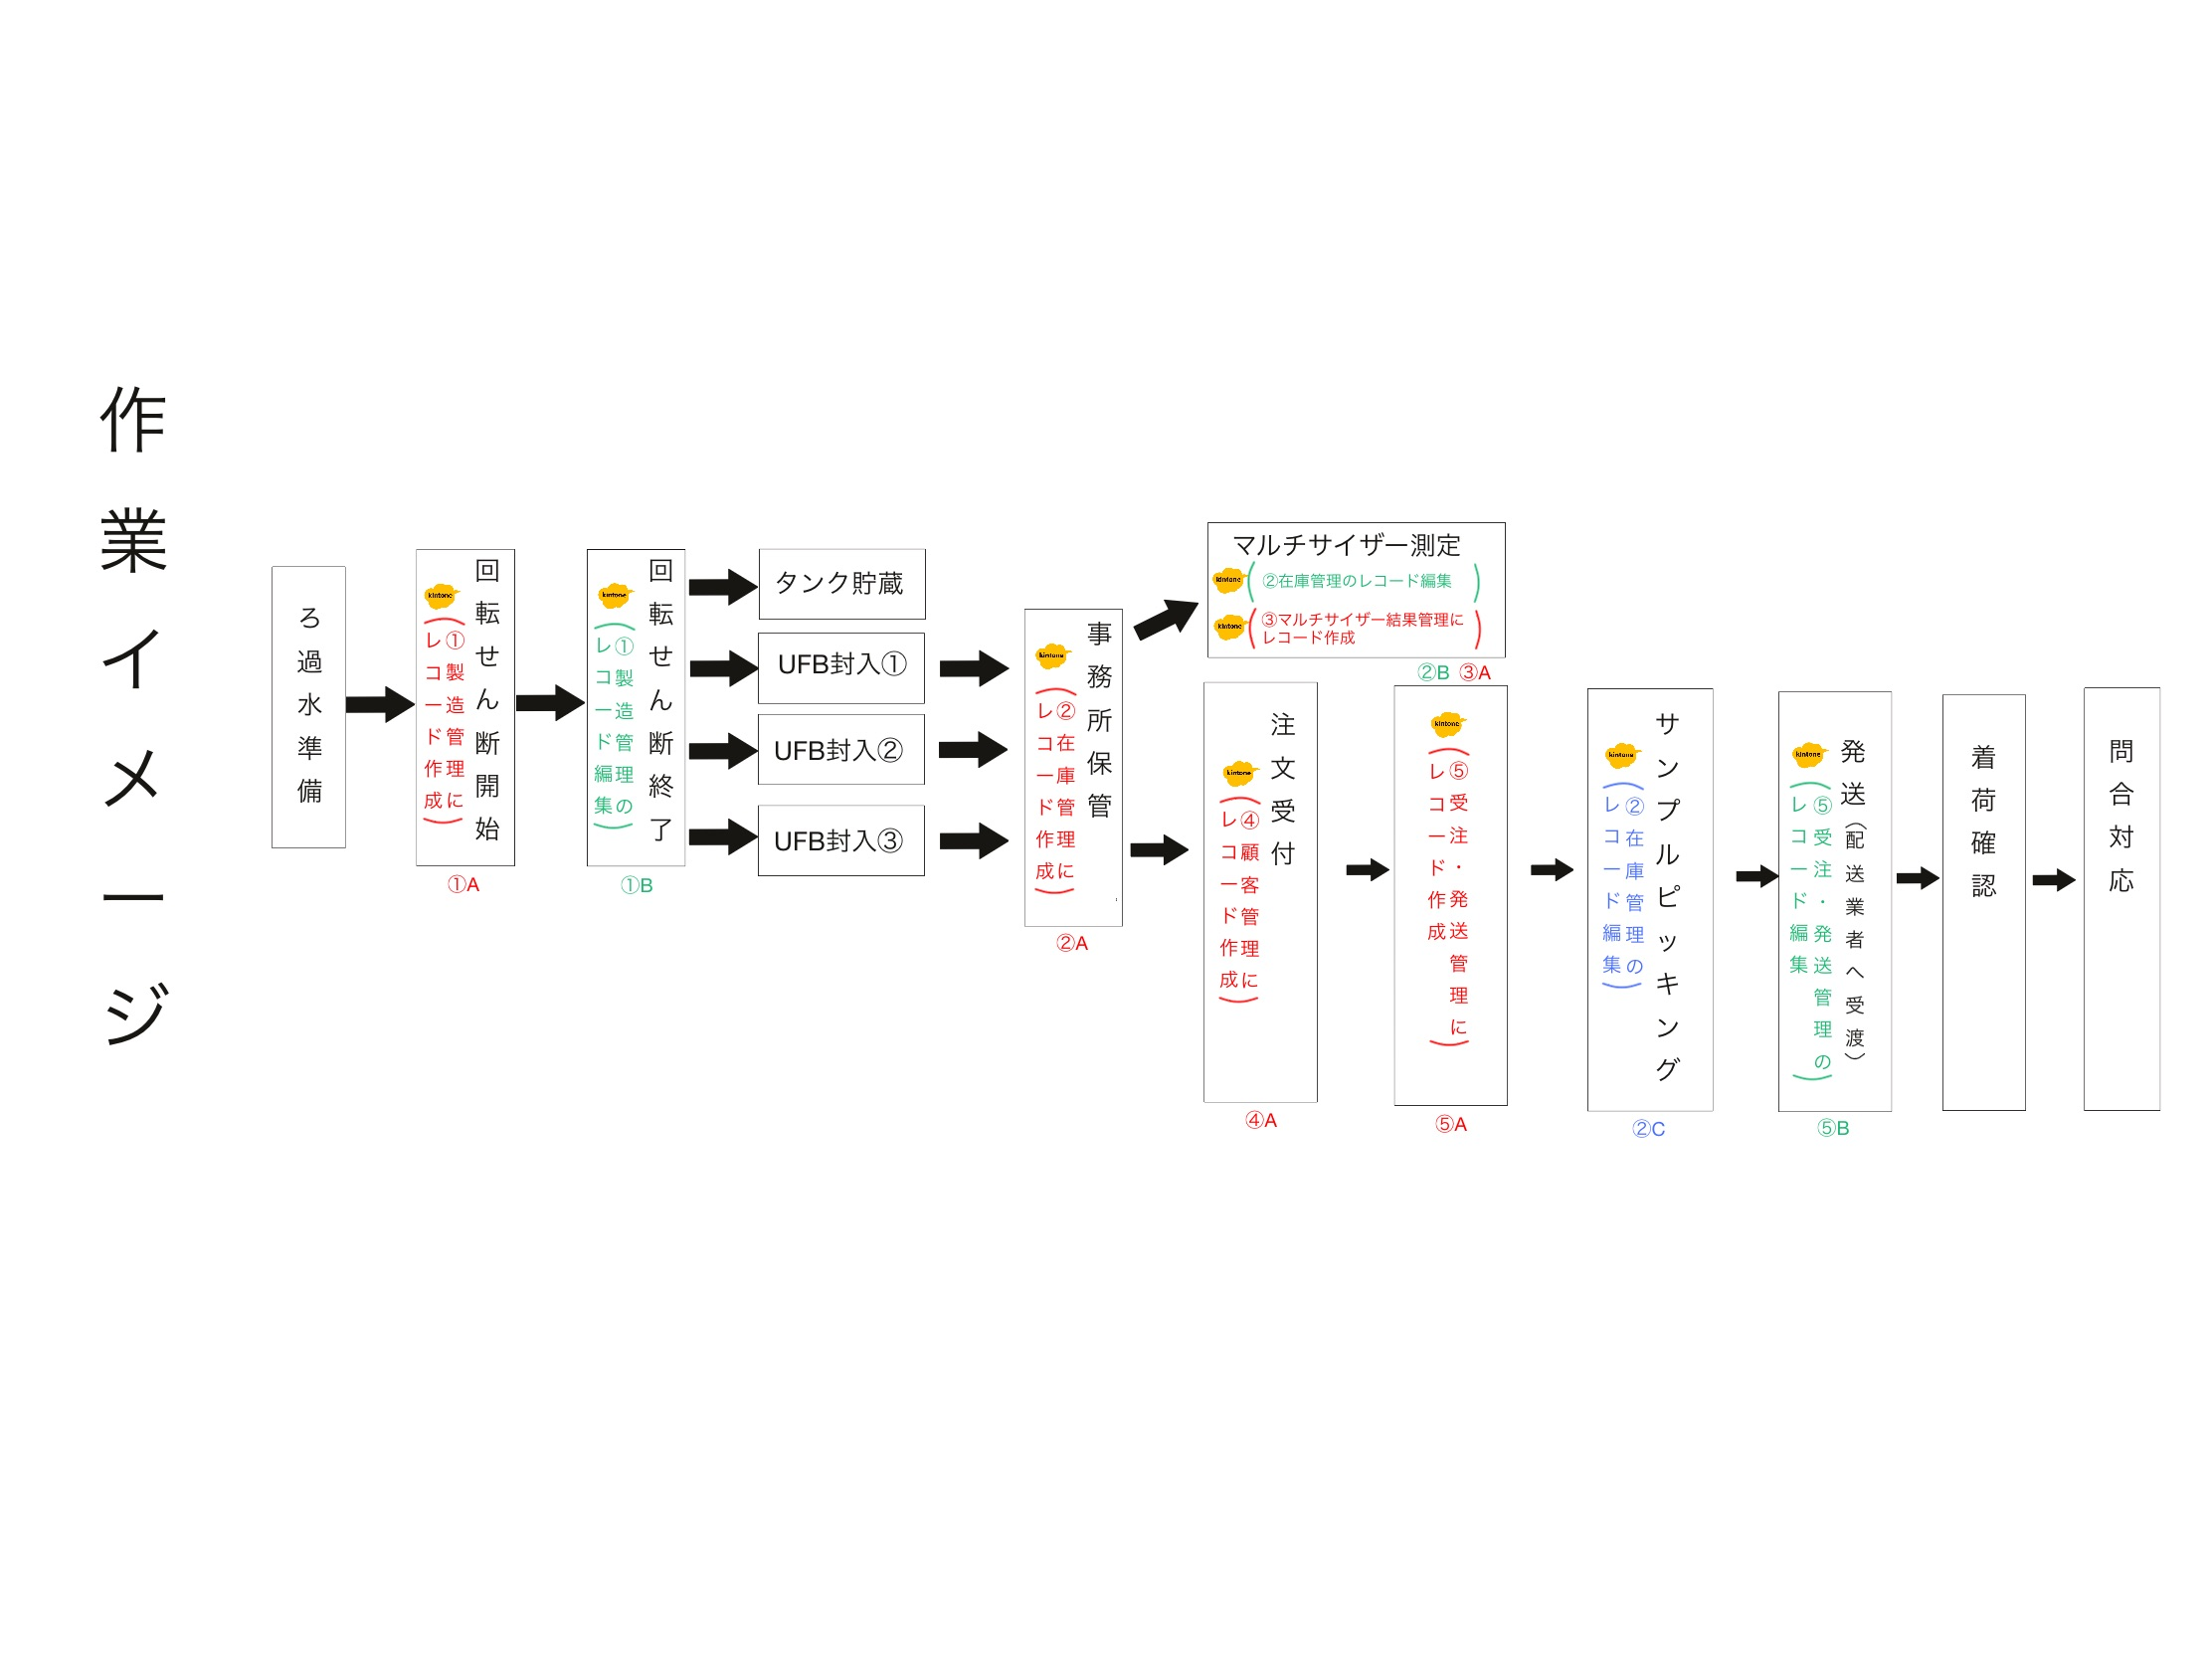 作業イメージ
ろ過水準備
回転せん断開始
kintone
(①製造管理に
レコード作成)
①A
回転せん断終了
kintone
(①製造管理の
レコード編集)
①B
タンク貯蔵
UFB封入①
UFB封入②
UFB封入③
事務所保管
kintone
(②在庫管理に
レコード作成)
②A
マルチサイザー測定
kintone
(②在庫管理のレコード編集)
kintone
(③マルチサイザー結果管理に
レコード作成)
②B ③A
注文受付
kintone
(④顧客管理に
レコード作成)
④A
kintone
(⑤受注・発送管理に
レコード作成)
⑤A
サンプルピッキング
kintone
(②在庫管理の
レコード編集)
②C
発送(配送業者へ受渡)
kintone
(⑤受注・発送管理の
レコード編集)
⑤B
着荷確認
問合対応